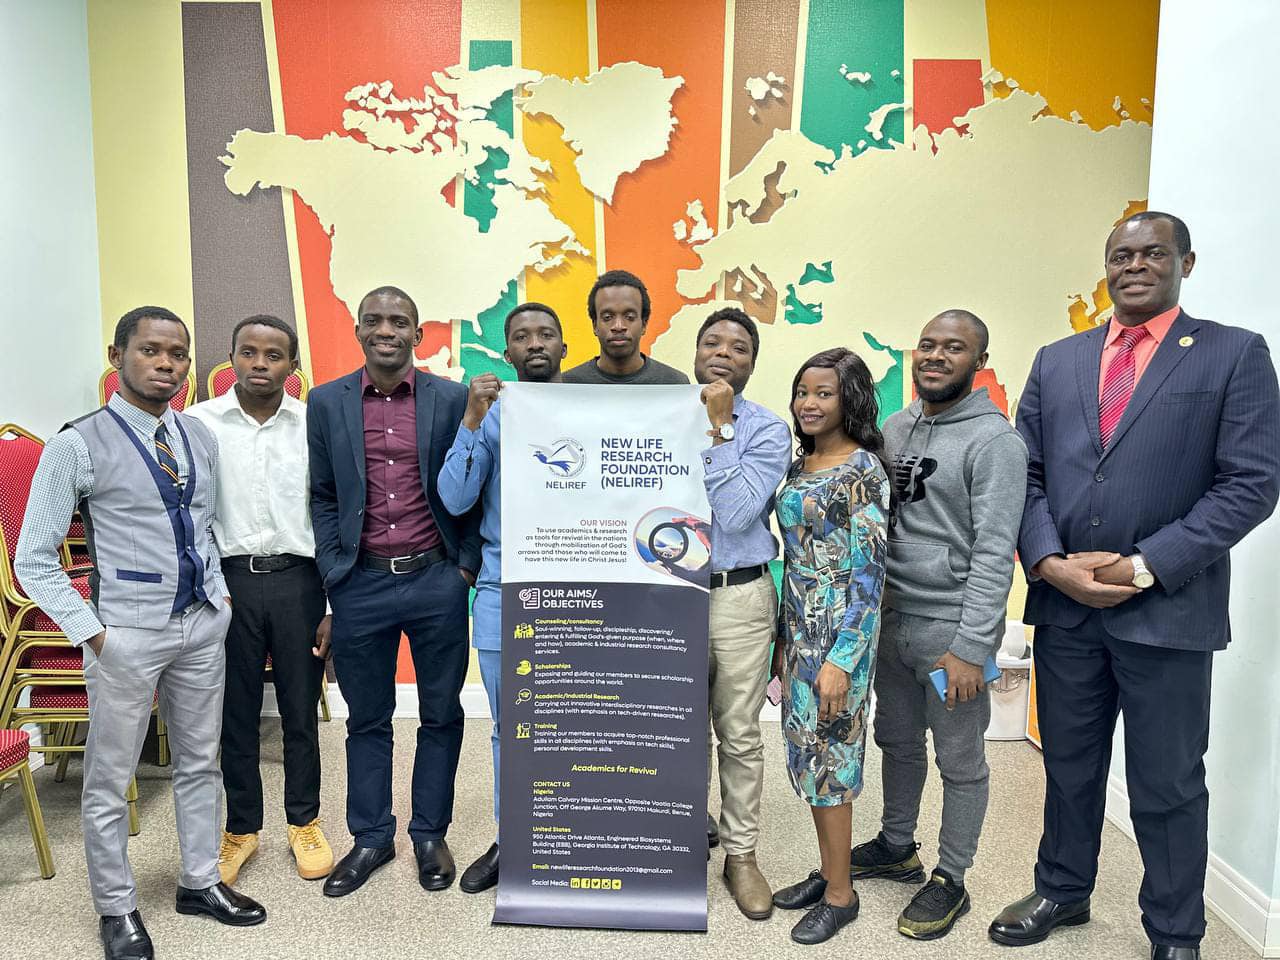 NEW LIFE
RESEARCH
FOUNDATION
(NELIREF)
NELIREF
OUR VISION
To use academics & research
as tools for revival in the nations
through mobilization of God's
arrows and those who will come to
have this new life in Christ Jesus!
OUR AIMS/
OBJECTIVES
Counseling/consultancy
Soul-winning, follow-up, discipleship, discovering/
entering & fulfilling God's-given purpose (when, where
and how), academic & industrial research consultancy
services.
Scholarships
Exposing and guiding our members to secure scholarship
opportunities around the world.
Academic/Industrial Research
Carrying out innovative interdisciplinary researches in all
disciplines (with emphasis on tech-driven researches).
Training
Training our members to acquire top-notch professional
skills in all disciplines (with emphasis on tech skills),
personal development skills.
Academics for Revival
CONTACT US
Nigeria
Adullam Calvary Mission Centre, Opposite Vaatia College
Junction, Off George Akume Way, 970101 Makurdi, Benue,
Nigeria
United States
950 Atlantic Drive Atlanta, Engineered Biosystems
Building (EBB), Georgia Institute of Technology, GA 30332,
United States
Email: newliferesearchfoundation2013@gmail.com
Social Media: